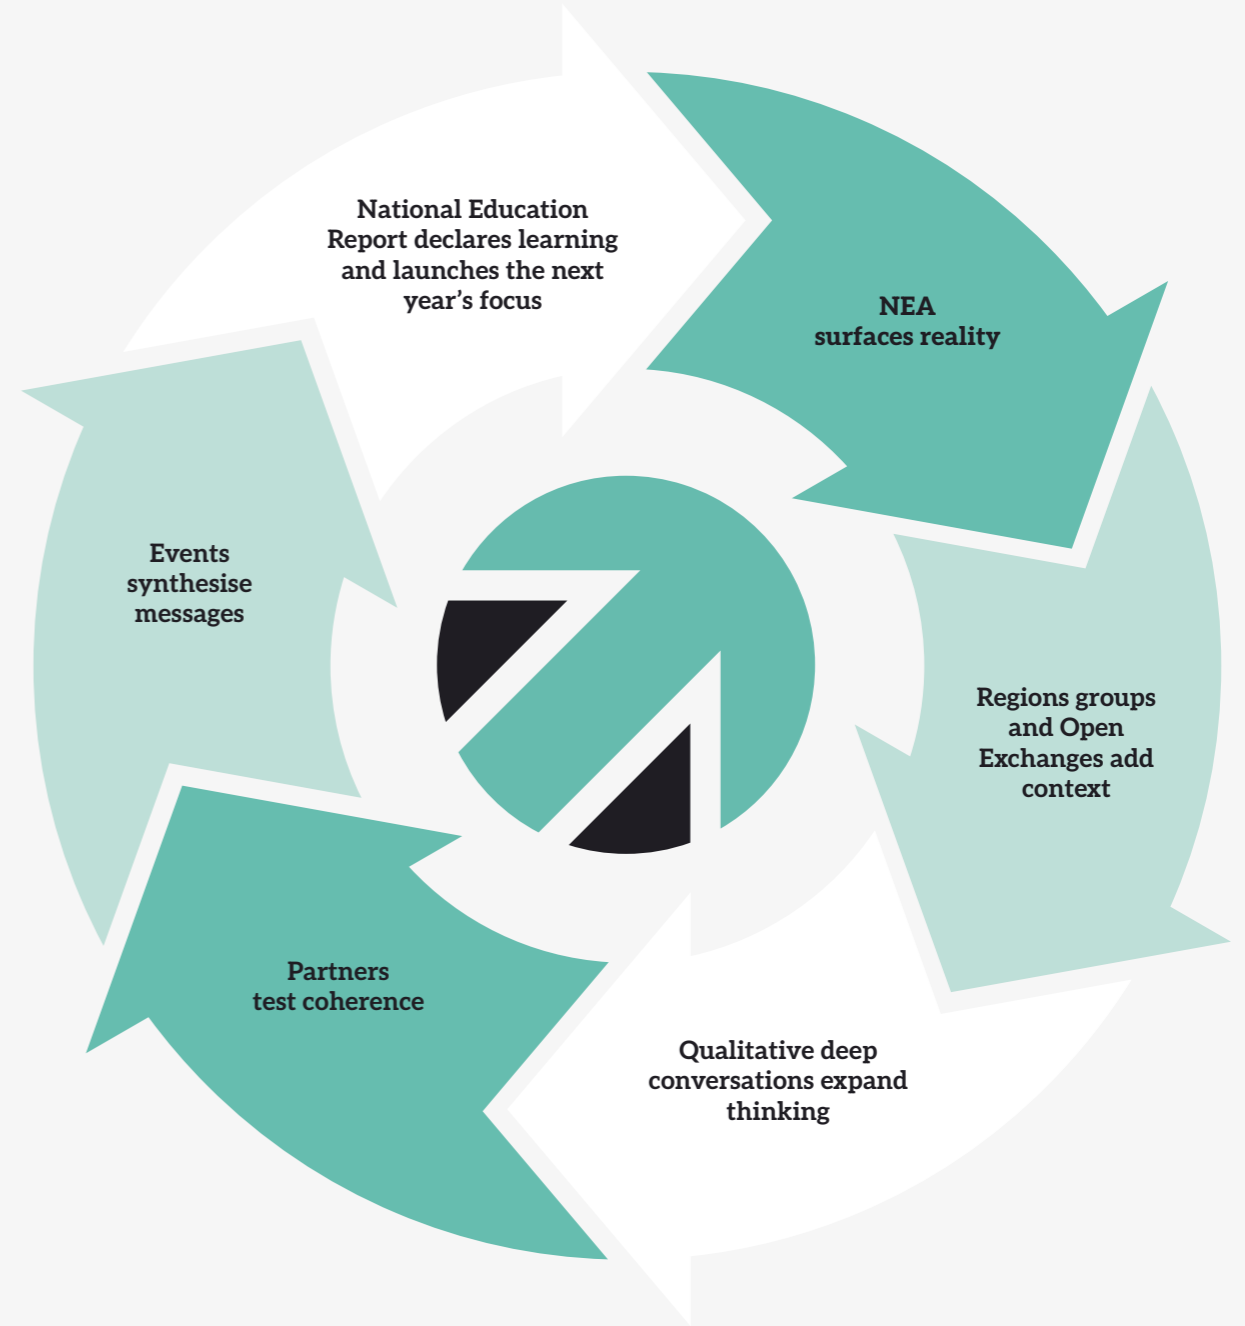 National Education
Report declares learning
and launches the next
year’s focus
NEA
surfaces reality
Regions groups
and Open
Exchanges add
context
Qualitative deep
conversations expand
thinking
Partners
test coherence
Events
synthesise
messages